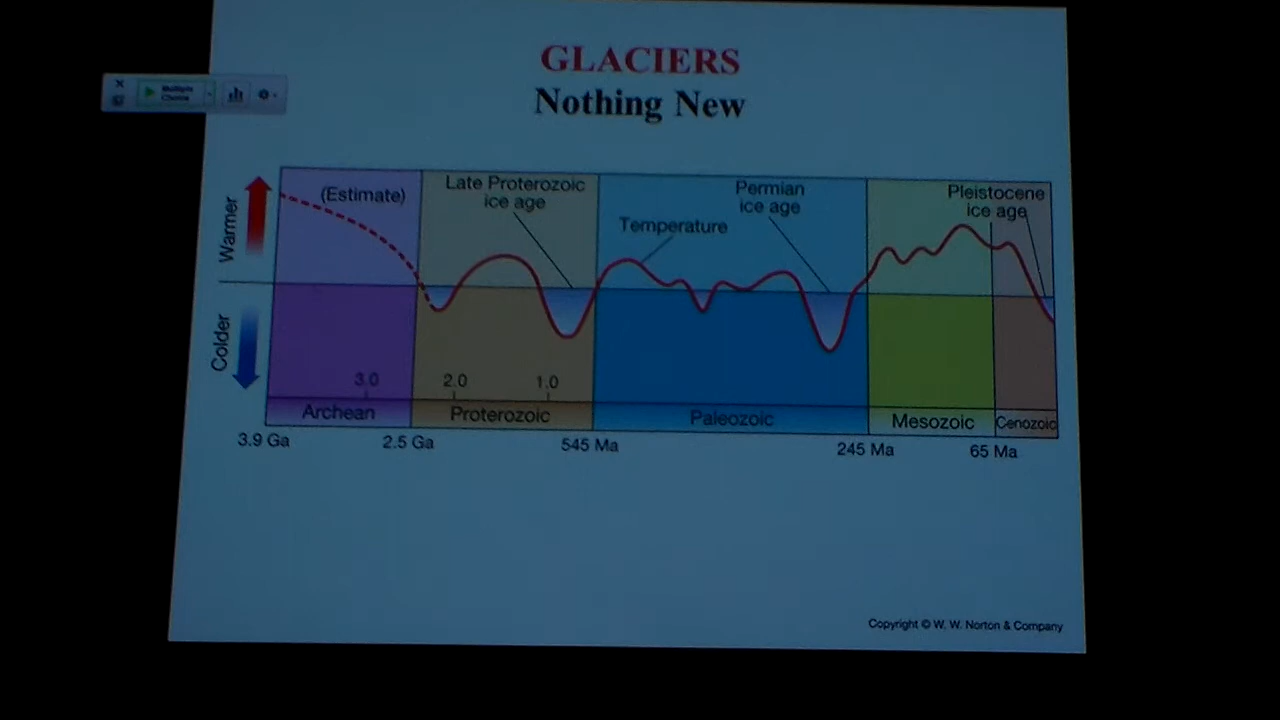 GLACIERS
Nothing New
Multiple
Choice
(Estimate)
Late Proterozoic
ice age
Temperature
Permian
ice age
Pleistocene
ice age
Warmer
Colder
3.0
2.0
1.0
Archean
Proterozoic
Paleozoic
Mesozoic
Cenozoic
3.9 Ga
2.5 Ga
545 Ma
245 Ma
65 Ma
Copyright © W. W. Norton & Company